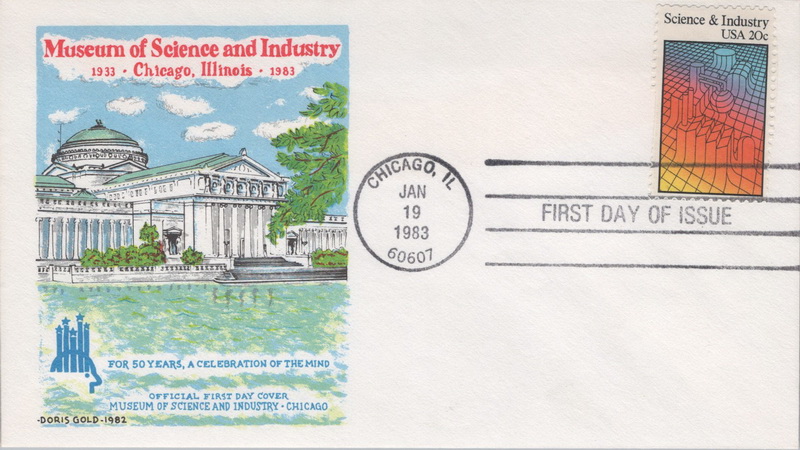 Museum of Science and Industry
1933 · Chicago, Illinois · 1983
FOR 50 YEARS, A CELEBRATION OF THE MIND
OFFICIAL FIRST DAY COVER
MUSEUM OF SCIENCE AND INDUSTRY · CHICAGO
-DORIS GOLD-1982
CHICAGO, IL
JAN
19
1983
60607
Science & Industry
USA 20c
FIRST DAY OF ISSUE